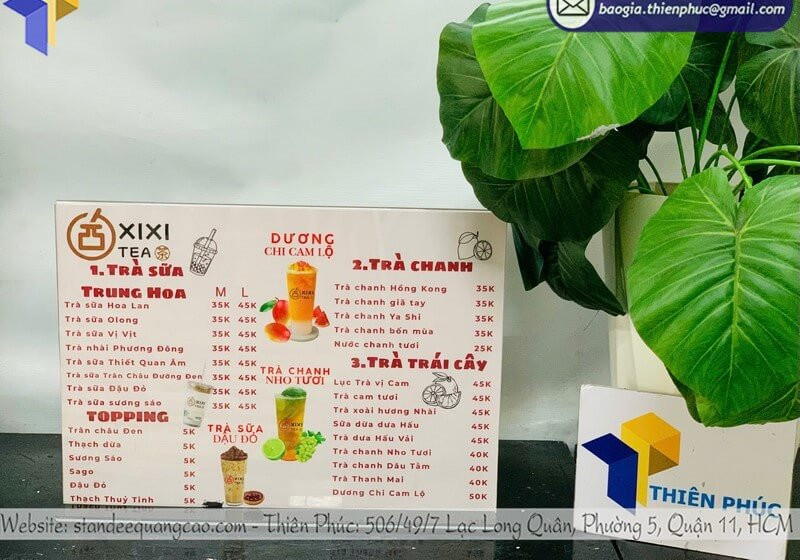 baogia.thienphuc@gmail.com
XIXI
TEA 茶
1.TRÀ SỮA
TRUNG HOA M L
Trà sữa Hoa Lan 35K 45K
Trà sữa Olong 35K 45K
Trà sữa Vị Vịt 35K 45K
Trà nhài Phương Đông 35K 45K
Trà sữa Thiết Quan Âm 35K 45K
Trà sữa Trân Châu Đường Đen 35K 45K
Trà sữa Đậu Đỏ 35K 45K
Trà sữa sương sáo 35K 45K
TOPPING
Trân châu Đen 5K
Thạch dừa 5K
Sương Sáo 5K
Sago 5K
Đậu Đỏ 5K
Thạch Thuỷ Tinh 5K
DƯƠNG
CHI CAM LỘ
XIXI
TRÀ CHANH
NHO TƯƠI
XIXI
TRÀ SỮA
ĐẬU ĐỎ
XIXI
2.TRÀ CHANH
Trà chanh Hồng Kong 35K
Trà chanh giã tay 35K
Trà chanh Ya Shi 35K
Trà chanh bốn mùa 35K
Nước chanh tươi 25K
3.TRÀ TRÁI CÂY
Lục Trà vị Cam 45K
Trà cam tươi 45K
Trà xoài hương Nhài 45K
Sữa dừa dưa Hấu 45K
Trà dưa Hấu Vải 45K
Trà chanh Nho Tươi 40K
Trà chanh Dâu Tằm 40K
Trà Thanh Mai 40K
Dương Chi Cam Lộ 50K
THIÊN PHÚC
Website: standeequangcao.com - Thiên Phúc: 506/49/7 Lạc Long Quân, Phường 5, Quận 11, HCM